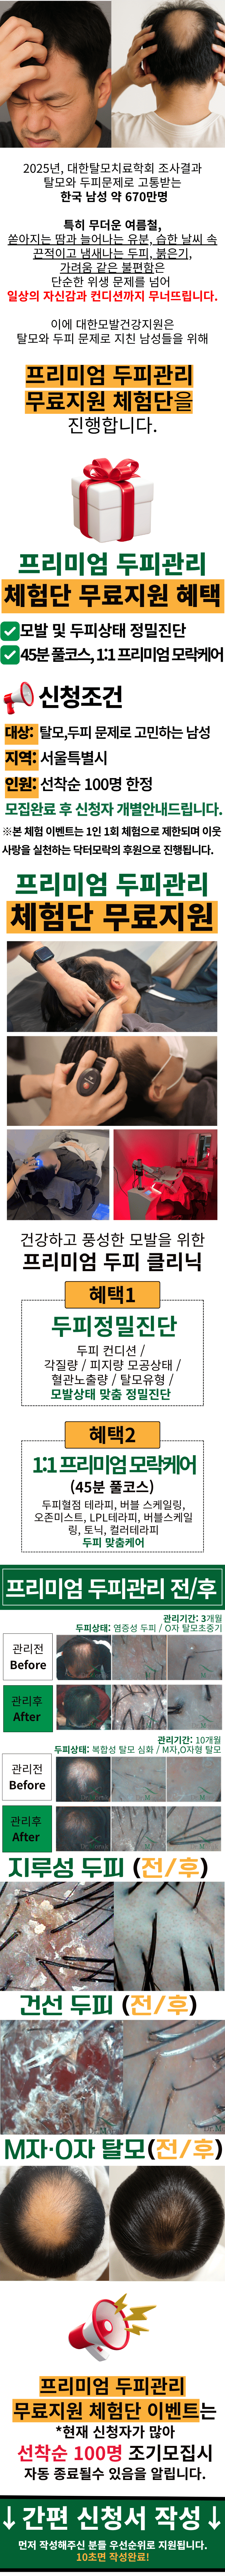 2025년, 대한탈모치료학회 조사결과
탈모와 두피문제로 고통받는
한국 남성 약 670만명
특히 무더운 여름철,
쏟아지는 땀과 늘어나는 유분, 습한 날씨 속
끈적이고 냄새나는 두피, 붉은기,
가려움 같은 불편함은
단순한 위생 문제를 넘어
일상의 자신감과 컨디션까지 무너뜨립니다.
이에 대한모발건강지원은
탈모와 두피 문제로 지친 남성들을 위해
프리미엄 두피관리
무료지원 체험단을
진행합니다.
프리미엄 두피관리
체험단 무료지원 혜택
모발 및 두피상태 정밀진단
45분 풀코스, 1:1 프리미엄 모락케어
신청조건
대상: 탈모,두피 문제로 고민하는 남성
지역: 서울특별시
인원: 선착순 100명 한정
모집완료 후 신청자 개별안내드립니다.
※본 체험 이벤트는 1인 1회 체험으로 제한되며 이웃
사랑을 실천하는 닥터모락의 후원으로 진행됩니다.
프리미엄 두피관리
체험단 무료지원
건강하고 풍성한 모발을 위한
프리미엄 두피 클리닉
혜택1
두피정밀진단
두피 컨디션 /
각질량 / 피지량 모공상태 /
혈관노출량 / 탈모유형 /
모발상태 맞춤 정밀진단
혜택2
1:1 프리미엄 모락케어
(45분 풀코스)
두피혈점 테라피, 버블 스케일링,
오존미스트, LPL테라피, 버블스케일
링, 토닉, 컬러테라피
두피 맞춤케어
프리미엄 두피관리 전/후
관리기간: 3개월
두피상태: 염증성 두피 / O자 탈모초중기
관리전
Before
관리후
After
관리기간: 10개월
두피상태: 복합성 탈모 심화 / M자,O자형 탈모
관리전
Before
관리후
After
지루성 두피 (전/후)
건선 두피 (전/후)
M자·O자 탈모(전/후)
프리미엄 두피관리
무료지원 체험단 이벤트는
*현재 신청자가 많아
선착순 100명 조기모집시
자동 종료될수 있음을 알립니다.
↓간편 신청서 작성↓
먼저 작성해주신 분들 우선순위로 지원됩니다.
10초면 작성완료!